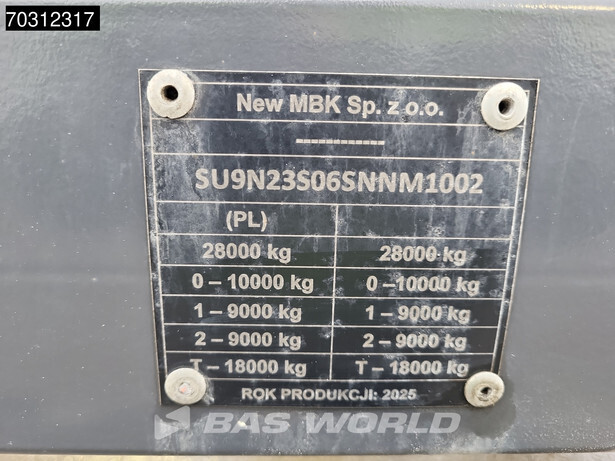 70312317
New MBK Sp. z o.o.
------------
SU9N23S06SNNM1002
(PL)
28000 kg 28000 kg
0 – 10000 kg 0 – 10000 kg
1 – 9000 kg 1 – 9000 kg
2 – 9000 kg 2 – 9000 kg
T – 18000 kg T – 18000 kg
ROK PRODUKCJI: 2025
BAS WORLD